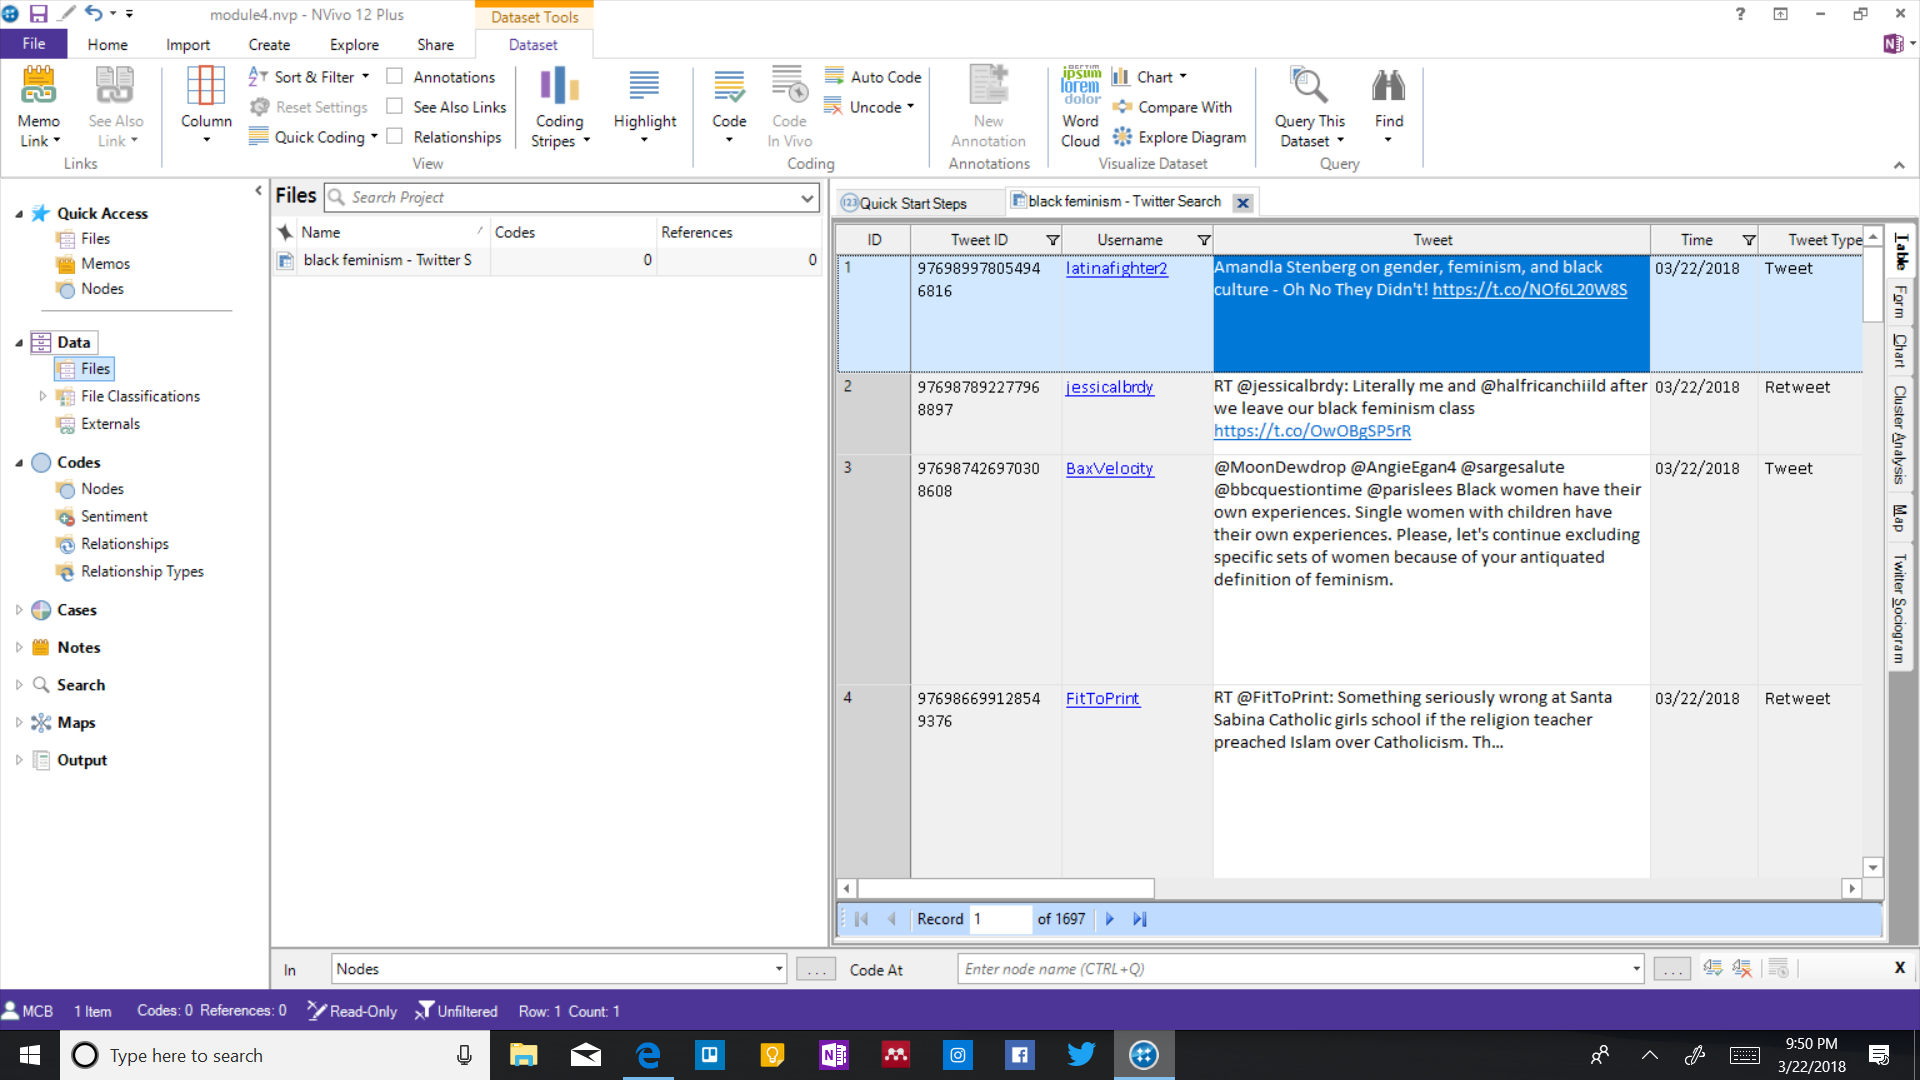 module4.nvp - NVivo 12 Plus
Dataset Tools
File
Home
Import
Create
Explore
Share
Dataset
Memo
Link
See Also
Link
Links
Column
Sort & Filter
Reset Settings
Quick Coding
Annotations
See Also Links
Relationships
View
Coding
Stripes
Highlight
Code
Code
In Vivo
Auto Code
Uncode
Coding
New
Annotation
Annotations
ipsum
lorem
dolor
Word
Cloud
Chart
Compare With
Explore Diagram
Visualize Dataset
Query This
Dataset
Find
Query
Quick Access
Files
Memos
Nodes
Data
Files
File Classifications
Externals
Codes
Nodes
Sentiment
Relationships
Relationship Types
Cases
Notes
Search
Maps
Output
Files
Search Project
Name
Codes
References
black feminism - Twitter S
0
0
Quick Start Steps
black feminism - Twitter Search
ID
Tweet ID
Username
Tweet
Time
Tweet Type
1
97698997805494
6816
latinafighter2
Amandla Stenberg on gender, feminism, and black
culture - Oh No They Didn't! https://t.co/NOf6L20W8S
03/22/2018
Tweet
2
97698789227796
8897
jessicalbrdy
RT @jessicalbrdy: Literally me and @halfricanchiild after
we leave our black feminism class
https://t.co/OwOBgSP5rR
03/22/2018
Retweet
3
97698742697030
8608
BaxVelocity
@MoonDewdrop @AngieEgan4 @sargesalute
@bbcquestiontime @parislees Black women have their
own experiences. Single women with children have
their own experiences. Please, let's continue excluding
specific sets of women because of your antiquated
definition of feminism.
03/22/2018
Tweet
4
97698669912854
9376
FitToPrint
RT @FitToPrint: Something seriously wrong at Santa
Sabina Catholic girls school if the religion teacher
preached Islam over Catholicism. Th...
03/22/2018
Retweet
Table
Form
Chart
Cluster Analysis
Map
Twitter Sociogram
Record 1 of 1697
In
Nodes
...
Code At
Enter node name (CTRL+Q)
...
X
MCB
1 Item
Codes: 0 References: 0
Read-Only
Unfiltered
Row: 1 Count: 1
Type here to search
9:50 PM
3/22/2018